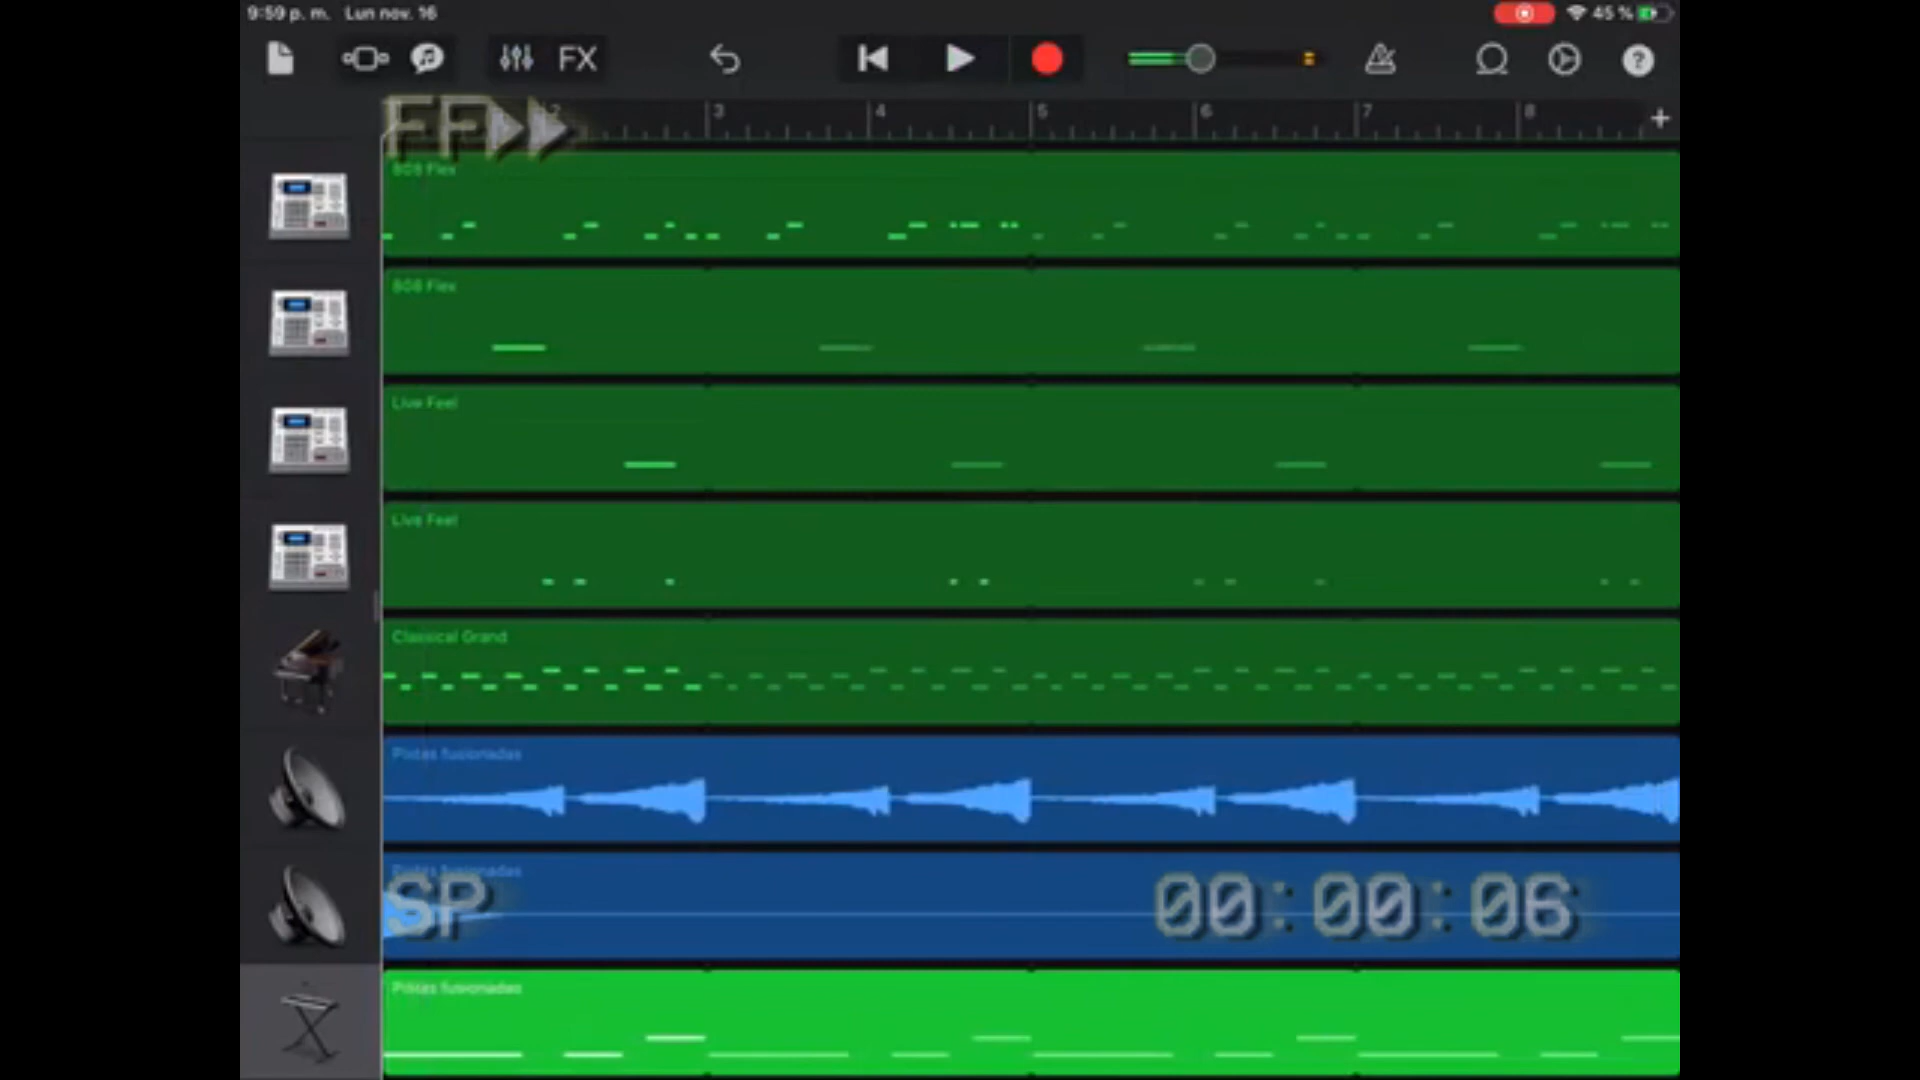 9:59 p. m. Lun nov. 16
45 %
FX
?
FF
2 3 4 5 6 7 8 +
808 Flex
808 Flex
Live Feel
Live Feel
Classical Grand
Pistas fusionadas
Pistas fusionadas
SP 00:00:06
Pistas fusionadas